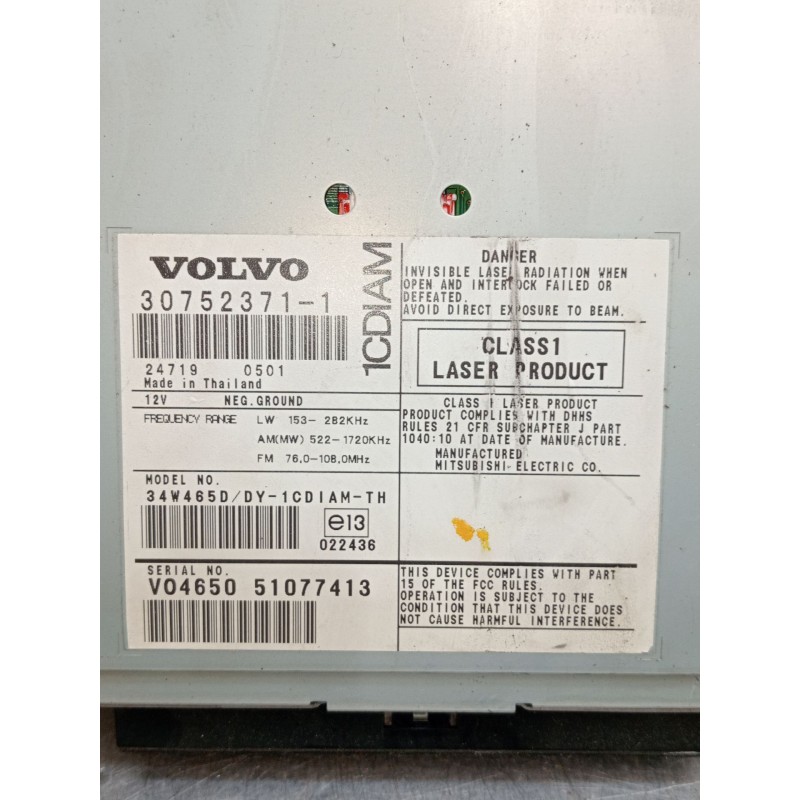 VOLVO
30752371-1
1CDIAM
24719 0501
Made in Thailand
12V NEG.GROUND
FREQUENCY RANGE LW 153- 282KHz
AM(MW) 522-1720KHz
FM 76.0-108.0MHz
MODEL NO.
34W465D/DY-1CDIAM-TH
e13
022436
SERIAL NO.
V04650 51077413
DANGER
INVISIBLE LASER RADIATION WHEN
OPEN AND INTERLOCK FAILED OR
DEFEATED.
AVOID DIRECT EXPOSURE TO BEAM.
CLASS1
LASER PRODUCT
CLASS I LASER PRODUCT
PRODUCT COMPLIES WITH DHHS
RULES 21 CFR SUBCHAPTER J PART
1040:10 AT DATE OF MANUFACTURE.
MANUFACTURED
MITSUBISHI-ELECTRIC CO.
THIS DEVICE COMPLIES WITH PART
15 OF THE FCC RULES.
OPERATION IS SUBJECT TO THE
CONDITION THAT THIS DEVICE DOES
NOT CAUSE HARMFUL INTERFERENCE.